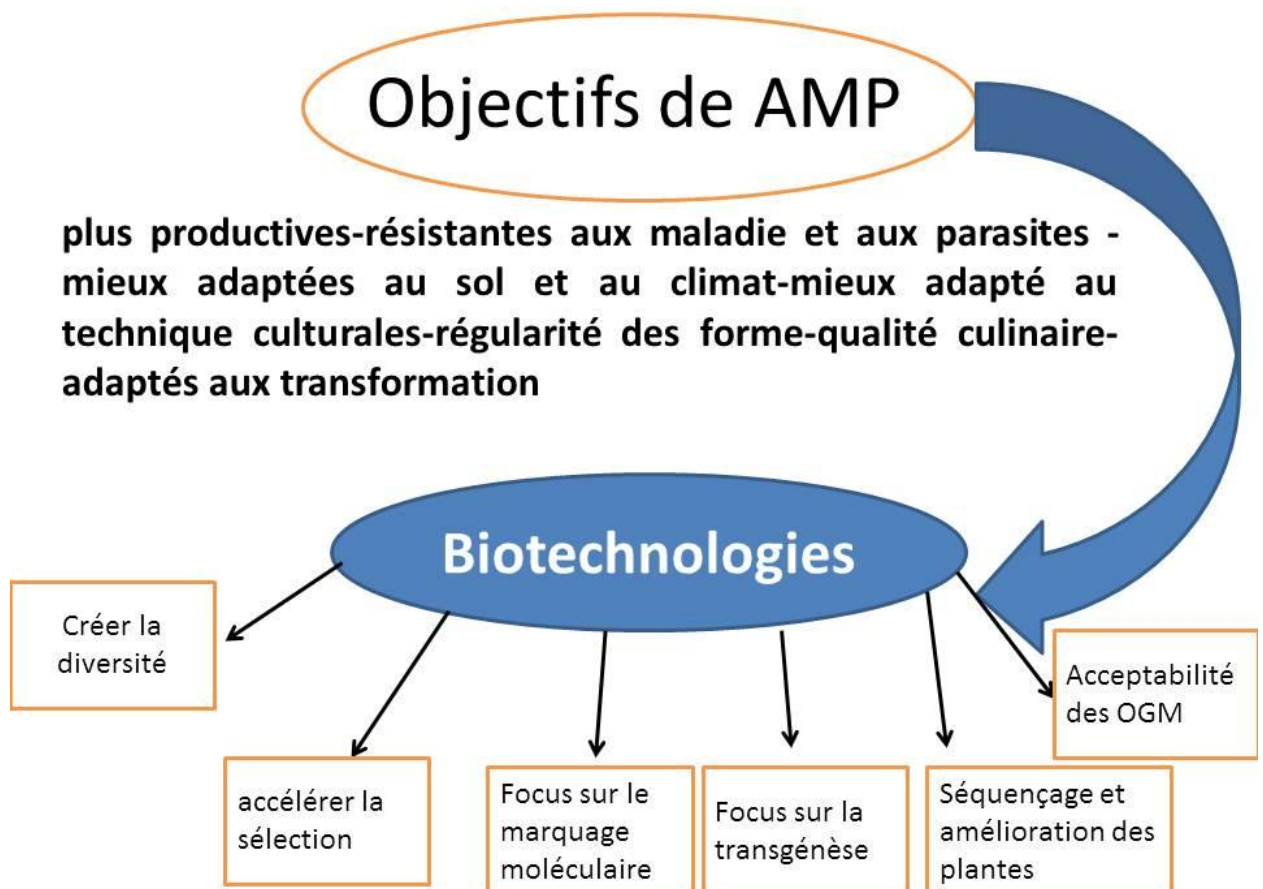 Objectifs de AMP
plus productives-résistantes aux maladie et aux parasites -
mieux adaptées au sol et au climat-mieux adapté au
technique culturales-régularité des forme-qualité culinaire-
adaptés aux transformation
Biotechnologies
Créer la
diversité
accélérer la
sélection
Focus sur le
marquage
moléculaire
Focus sur la
transgénèse
Séquençage et
amélioration des
plantes
Acceptabilité
des OGM